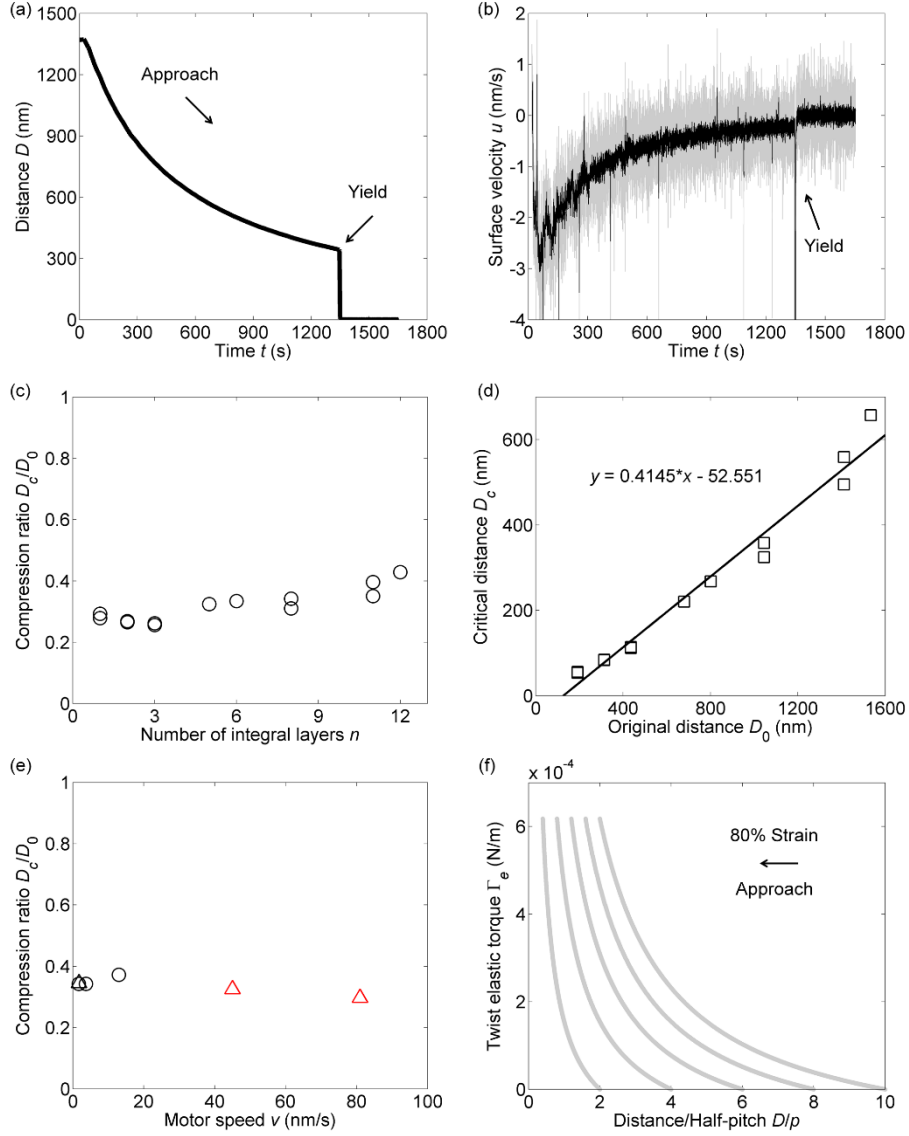 (a)
1500
1200
900
600
300
0
Distance D (nm)
Approach
Yield
0 300 600 900 1200 1500 1800
Time t (s)
(b)
2
1
0
-1
-2
-3
-4
Surface velocity u (nm/s)
Yield
0 300 600 900 1200 1500 1800
Time t (s)
(c)
1
0.8
0.6
0.4
0.2
0
Compression ratio Dc/D0
0 3 6 9 12
Number of integral layers n
(d)
600
400
200
0
Critical distance Dc (nm)
y = 0.4145*x - 52.551
0 400 800 1200 1600
Original distance D0 (nm)
(e)
1
0.8
0.6
0.4
0.2
0
Compression ratio Dc/D0
0 20 40 60 80 100
Motor speed v (nm/s)
(f)
x 10-4
6
4
2
0
Twist elastic torque Γe (N/m)
80% Strain
Approach
0 2 4 6 8 10
Distance/Half-pitch D/p